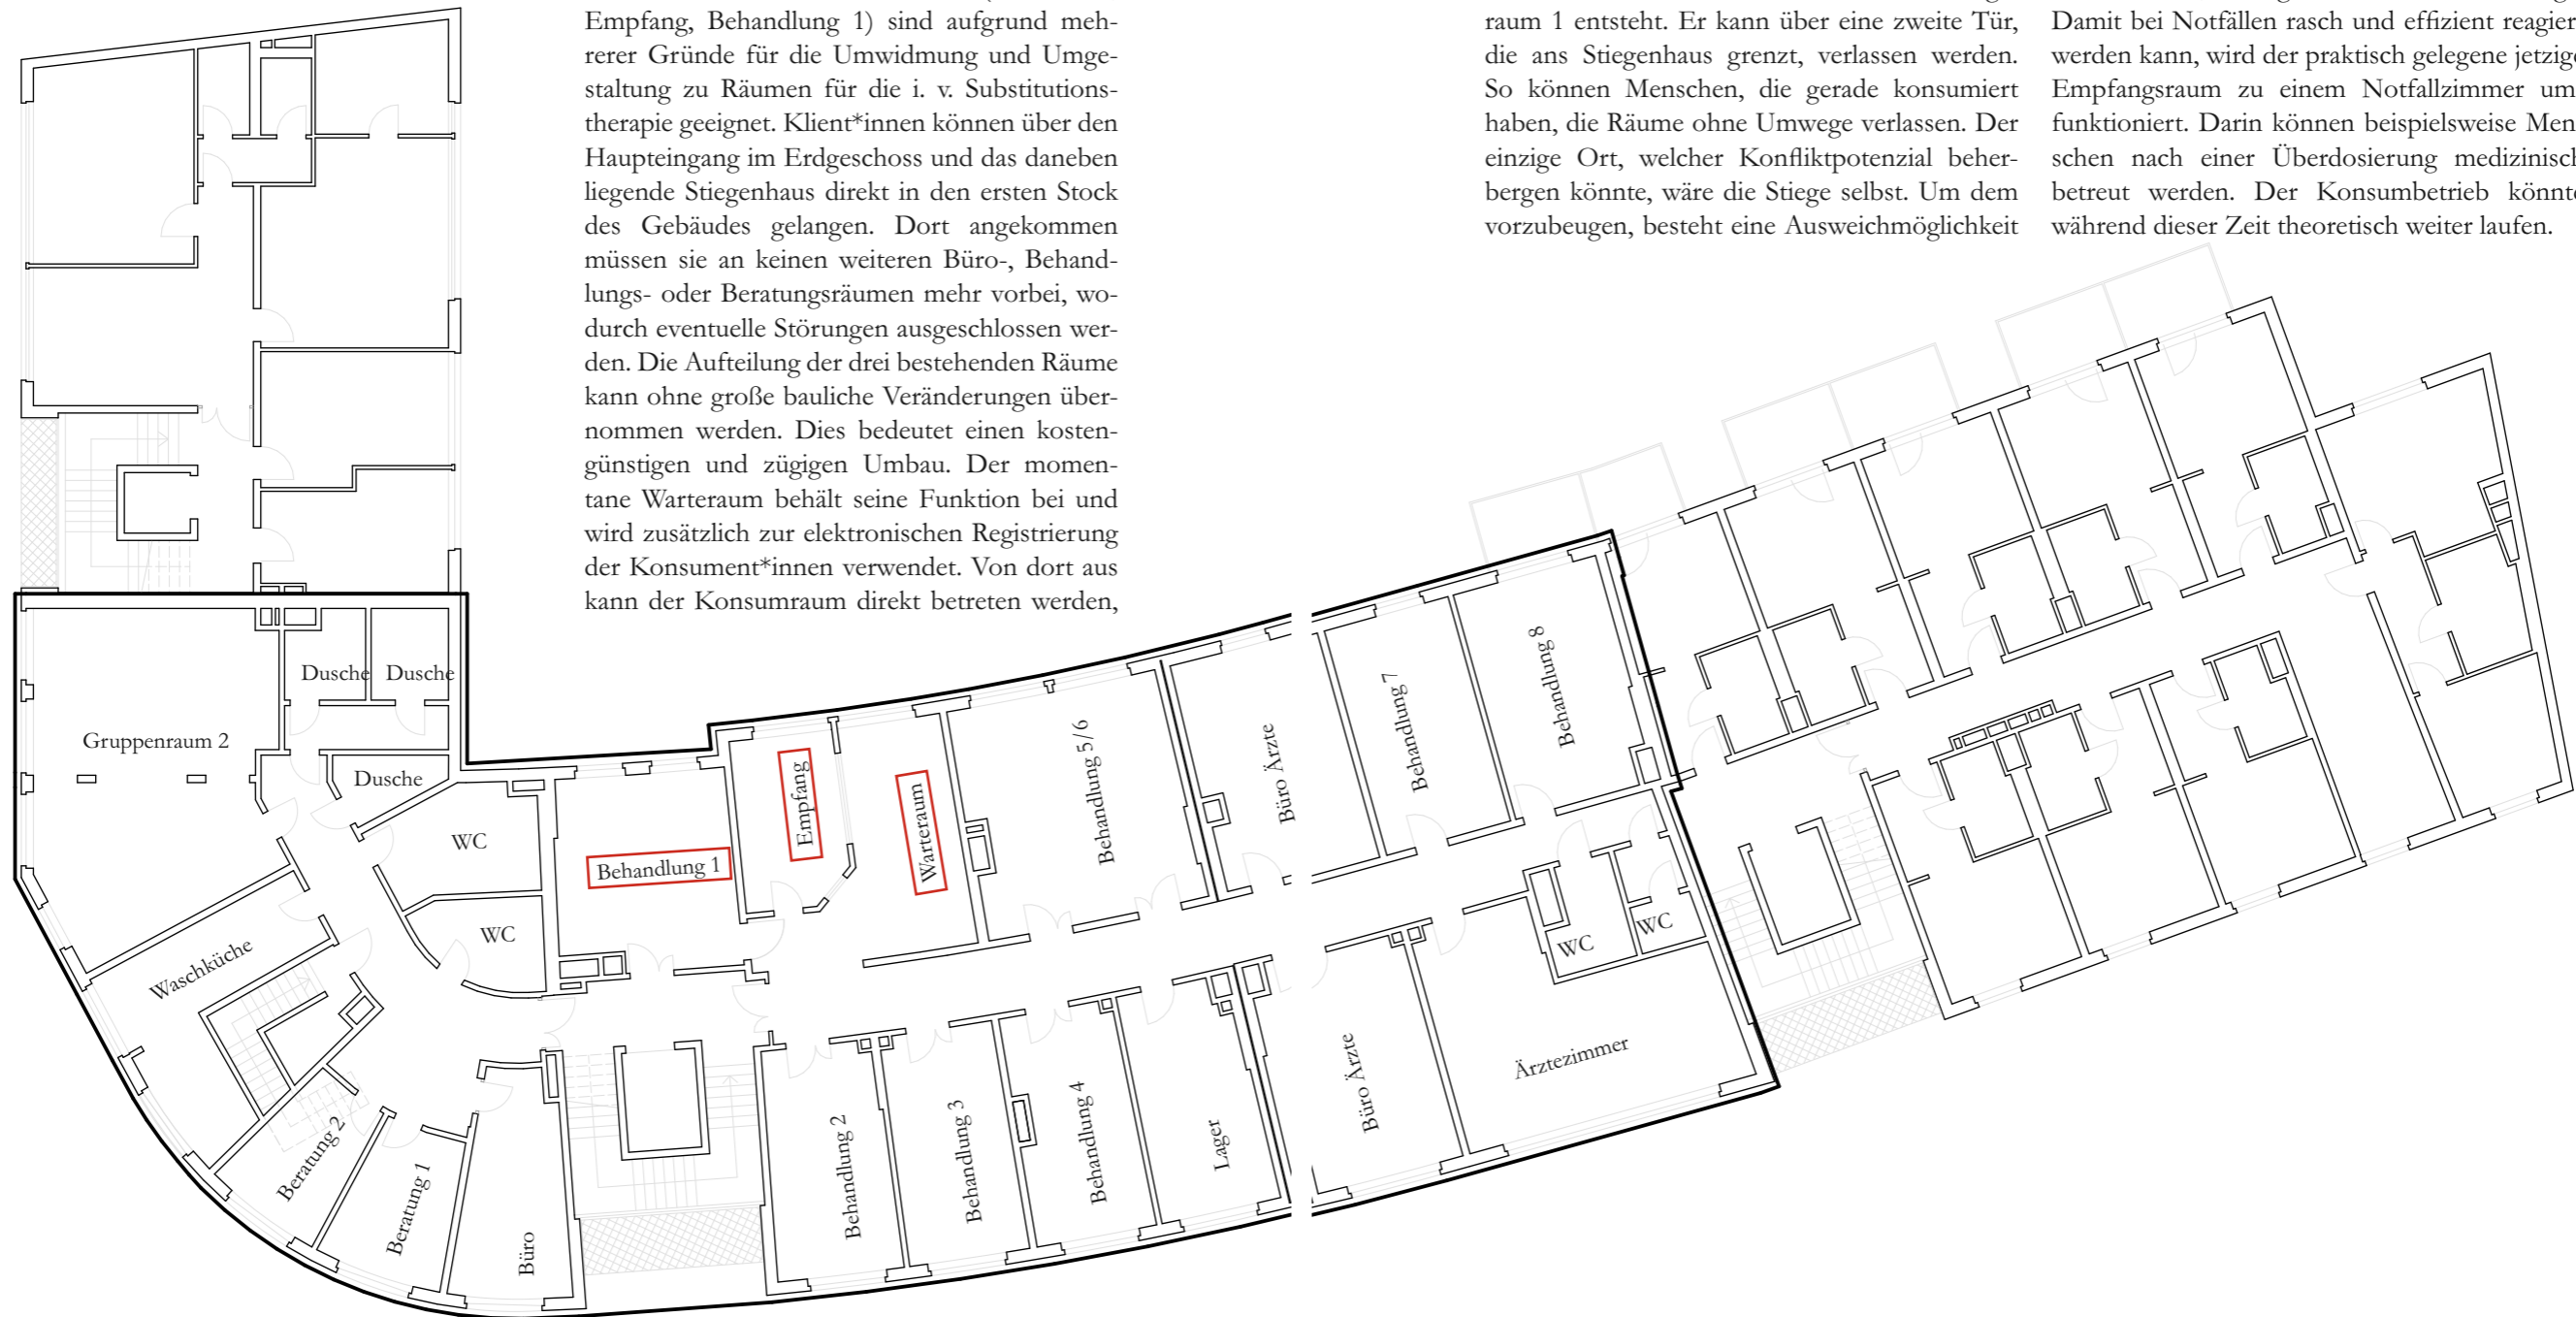 Empfang, Behandlung 1) sind aufgrund meh-
rerer Gründe für die Umwidmung und Umge-
staltung zu Räumen für die i. v. Substitutions-
therapie geeignet. Klient*innen können über den
Haupteingang im Erdgeschoss und das daneben
liegende Stiegenhaus direkt in den ersten Stock
des Gebäudes gelangen. Dort angekommen
müssen sie an keinen weiteren Büro-, Behand-
lungs- oder Beratungsräumen mehr vorbei, wo-
durch eventuelle Störungen ausgeschlossen wer-
den. Die Aufteilung der drei bestehenden Räume
kann ohne große bauliche Veränderungen über-
nommen werden. Dies bedeutet einen kosten-
günstigen und zügigen Umbau. Der momen-
tane Warteraum behält seine Funktion bei und
wird zusätzlich zur elektronischen Registrierung
der Konsument*innen verwendet. Von dort aus
kann der Konsumraum direkt betreten werden,
raum 1 entsteht. Er kann über eine zweite Tür,
die ans Stiegenhaus grenzt, verlassen werden.
So können Menschen, die gerade konsumiert
haben, die Räume ohne Umwege verlassen. Der
einzige Ort, welcher Konfliktpotenzial beher-
bergen könnte, wäre die Stiege selbst. Um dem
vorzubeugen, besteht eine Ausweichmöglichkeit
Damit bei Notfällen rasch und effizient reagier
werden kann, wird der praktisch gelegene jetzige
Empfangsraum zu einem Notfallzimmer um
funktioniert. Darin können beispielsweise Men
schen nach einer Überdosierung medizinisch
betreut werden. Der Konsumbetrieb könnte
während dieser Zeit theoretisch weiter laufen.
Dusche
Dusche
Gruppenraum 2
Dusche
WC
WC
Waschküche
Behandlung 1
Empfang
Warteraum
Behandlung 5/6
Büro Ärzte
Behandlung 7
Behandlung 8
WC
WC
Beratung 2
Beratung 1
Büro
Behandlung 2
Behandlung 3
Behandlung 4
Lager
Büro Ärzte
Ärztezimmer